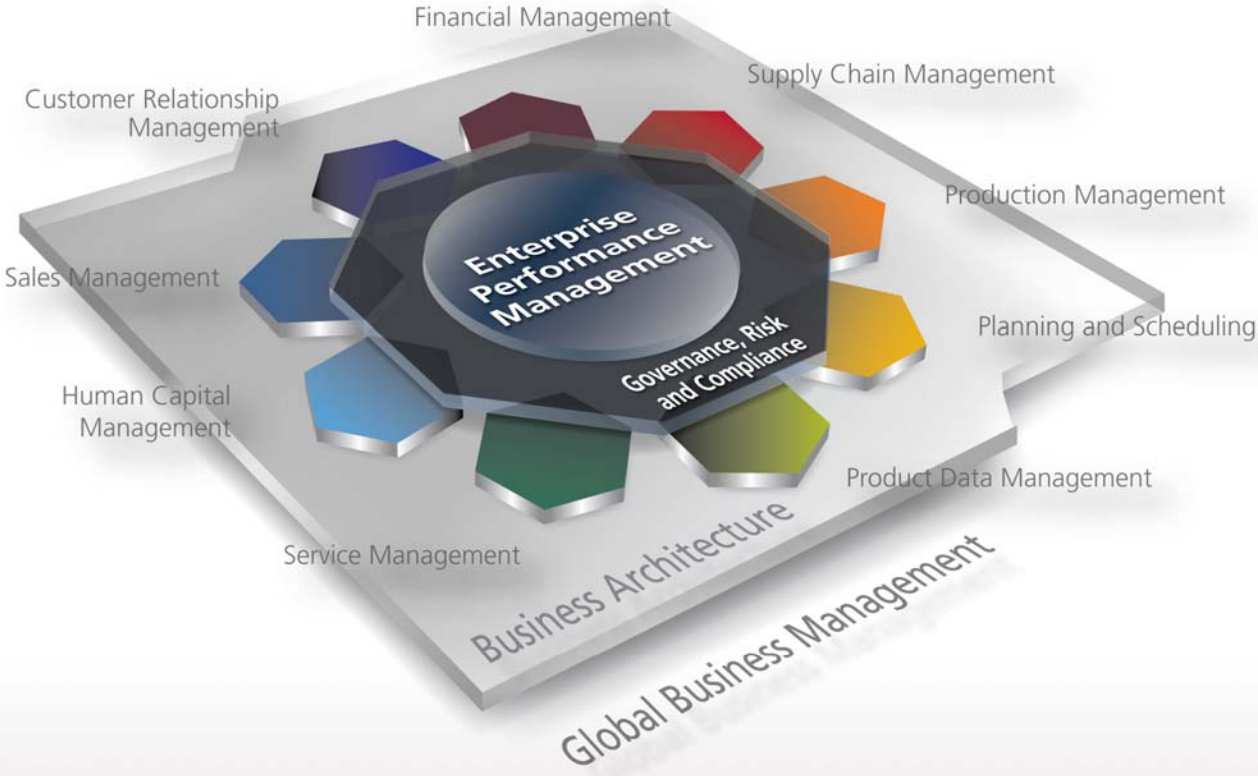 Financial Management
Supply Chain Management
Customer Relationship
Management
Production Management
Enterprise
Performance
Management
Sales Management
Planning and Scheduling
Governance, Risk
and Compliance
Human Capital
Management
Product Data Management
Service Management
Business Architecture
Global Business Management